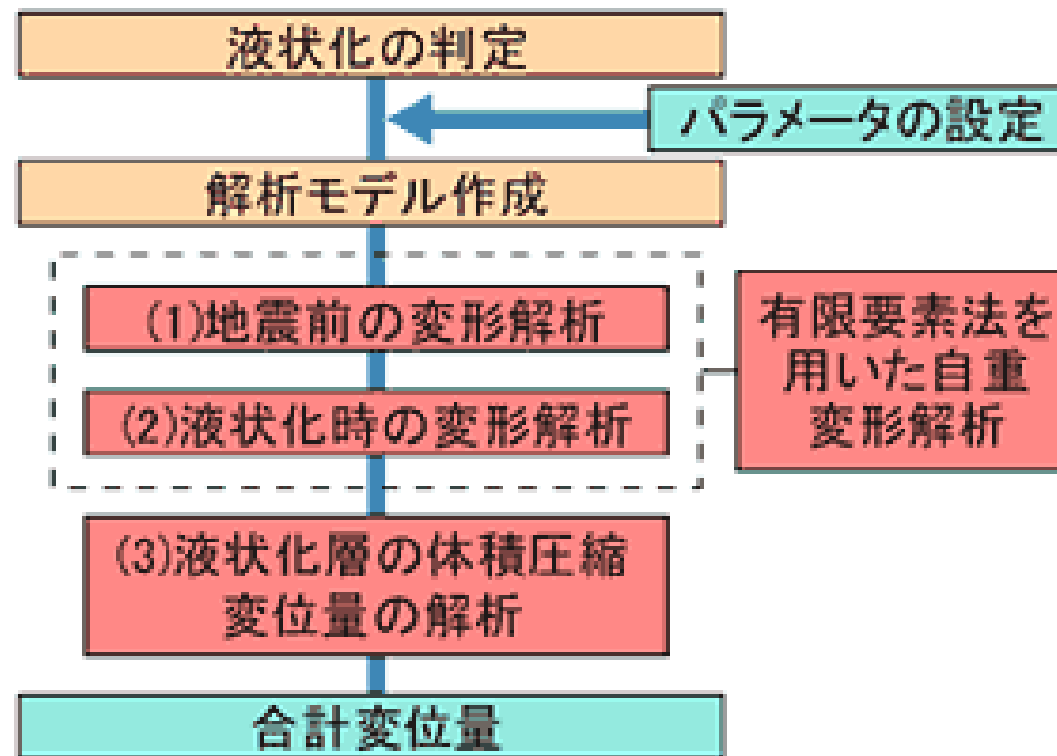 液状化の判定
パラメータの設定
解析モデル作成
(1)地震前の変形解析
(2)液状化時の変形解析
有限要素法を
用いた自重
変形解析
(3)液状化層の体積圧縮
変位量の解析
合計変位量